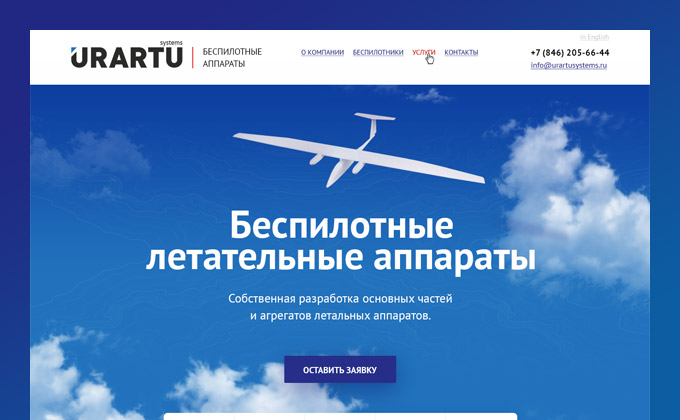 In English
systems
URARTU
БЕСПИЛОТНЫЕ
АППАРАТЫ
О КОМПАНИИ БЕСПИЛОТНИКИ УСЛУГИ КОНТАКТЫ
+7 (846) 205-66-44
info@urartusystems.ru
Беспилотные
летательные аппараты
Собственная разработка основных частей
и агрегатов летальных аппаратов.
ОСТАВИТЬ ЗАЯВКУ